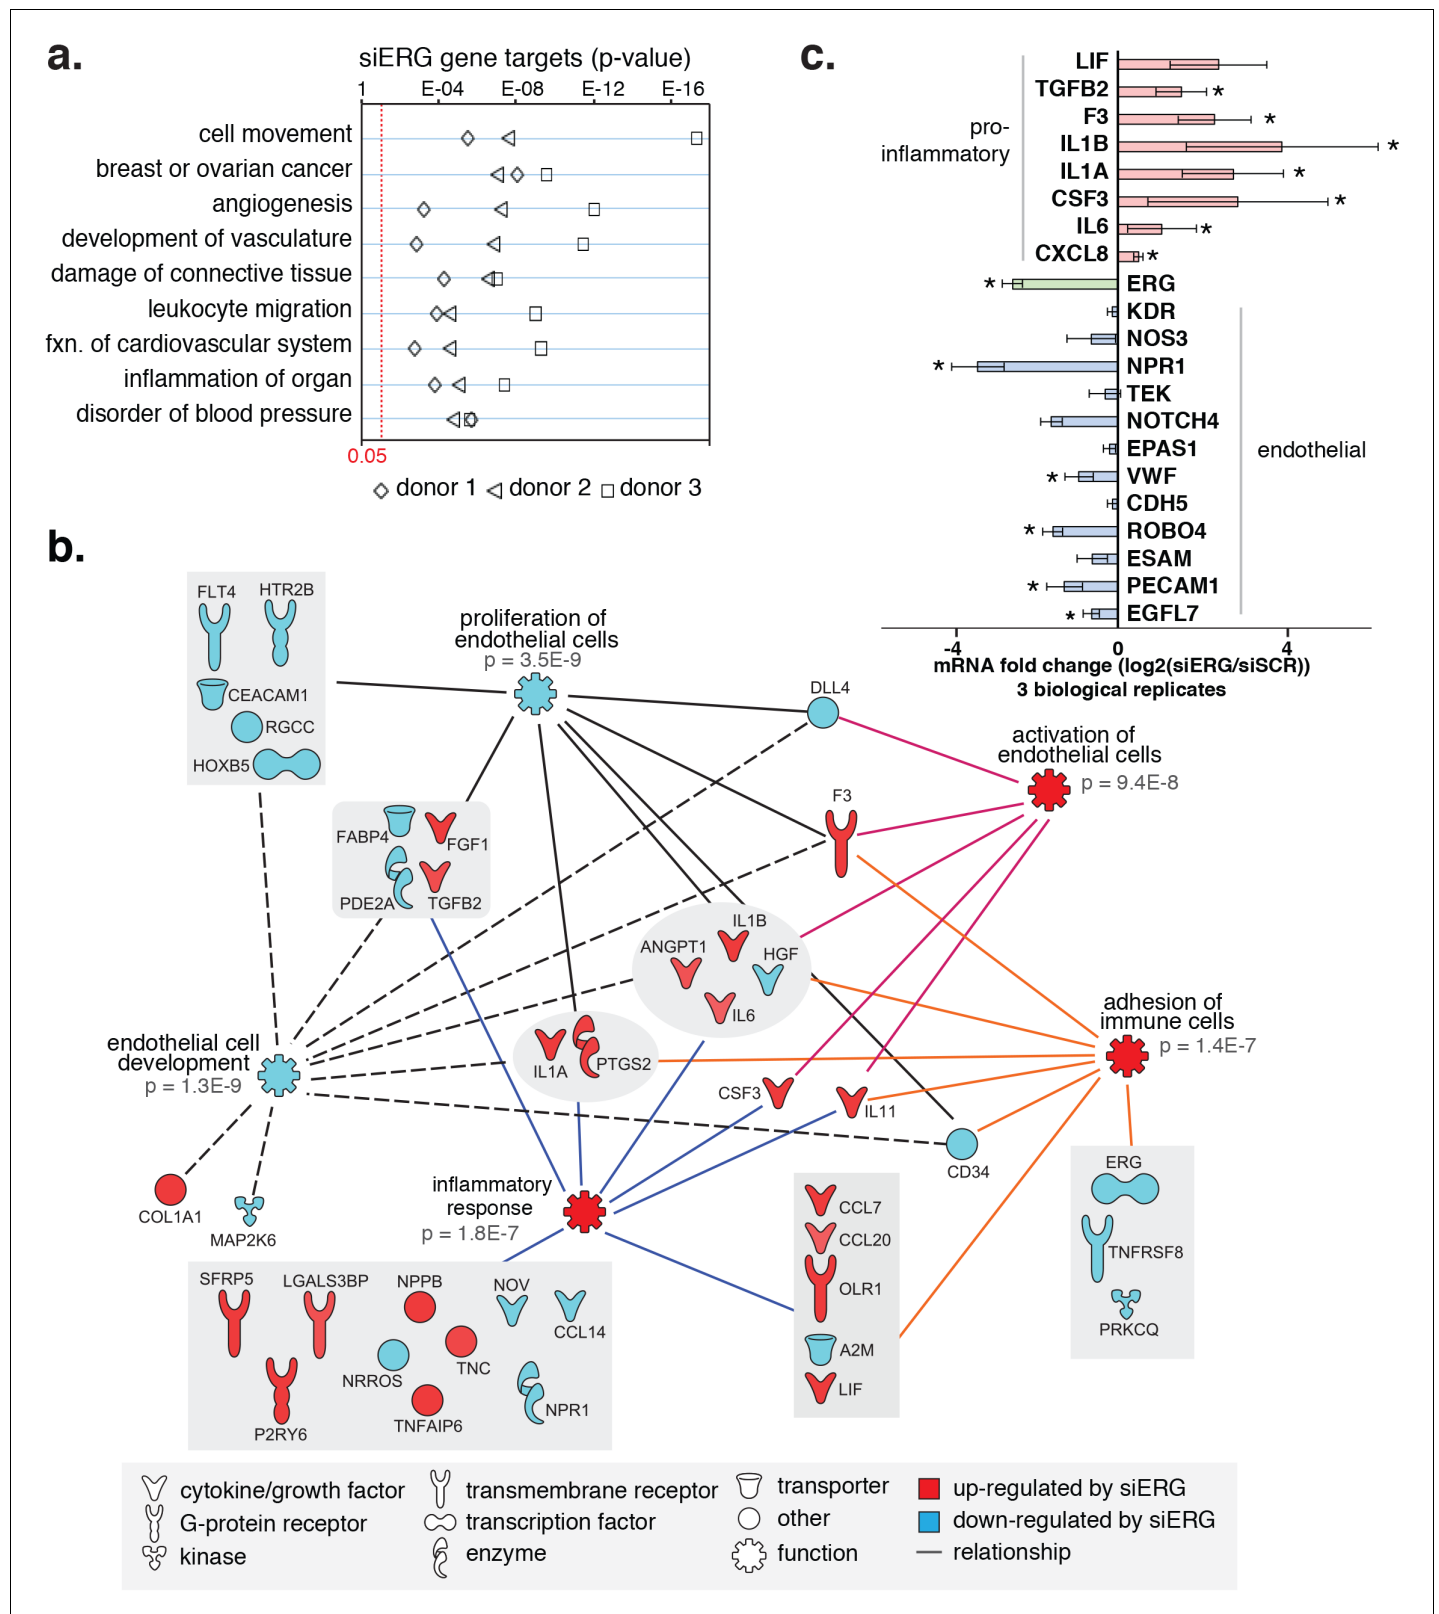 a.
siERG gene targets (p-value)
1 E-04 E-08 E-12 E-16
cell movement
breast or ovarian cancer
angiogenesis
development of vasculature
damage of connective tissue
leukocyte migration
fxn. of cardiovascular system
inflammation of organ
disorder of blood pressure
0.05
donor 1 donor 2 donor 3
c.
pro-
inflammatory
LIF
TGFB2
*
F3
*
IL1B
*
IL1A
*
CSF3
*
IL6
*
CXCL8
*
* ERG
KDR
NOS3
* NPR1
TEK
NOTCH4
EPAS1
endothelial
* VWF
CDH5
* ROBO4
ESAM
* PECAM1
* EGFL7
-4 0 4
mRNA fold change (log2(siERG/siSCR))
3 biological replicates
b.
FLT4 HTR2B
CEACAM1
RGCC
HOXB5
proliferation of
endothelial cells
p = 3.5E-9
DLL4
activation of
endothelial cells
p = 9.4E-8
F3
FABP4
FGF1
PDE2A TGFB2
IL1B
ANGPT1
HGF
IL6
adhesion of
immune cells
p = 1.4E-7
endothelial cell
development
p = 1.3E-9
IL1A
PTGS2
CSF3
IL11
CD34
COL1A1
MAP2K6
inflammatory
response
p = 1.8E-7
CCL7
CCL20
OLR1
A2M
LIF
ERG
TNFRSF8
PRKCQ
SFRP5 LGALS3BP NPPB NOV
CCL14
TNC
NRROS
NPR1
TNFAIP6
P2RY6
cytokine/growth factor transmembrane receptor transporter up-regulated by siERG
G-protein receptor transcription factor other down-regulated by siERG
kinase enzyme function relationship